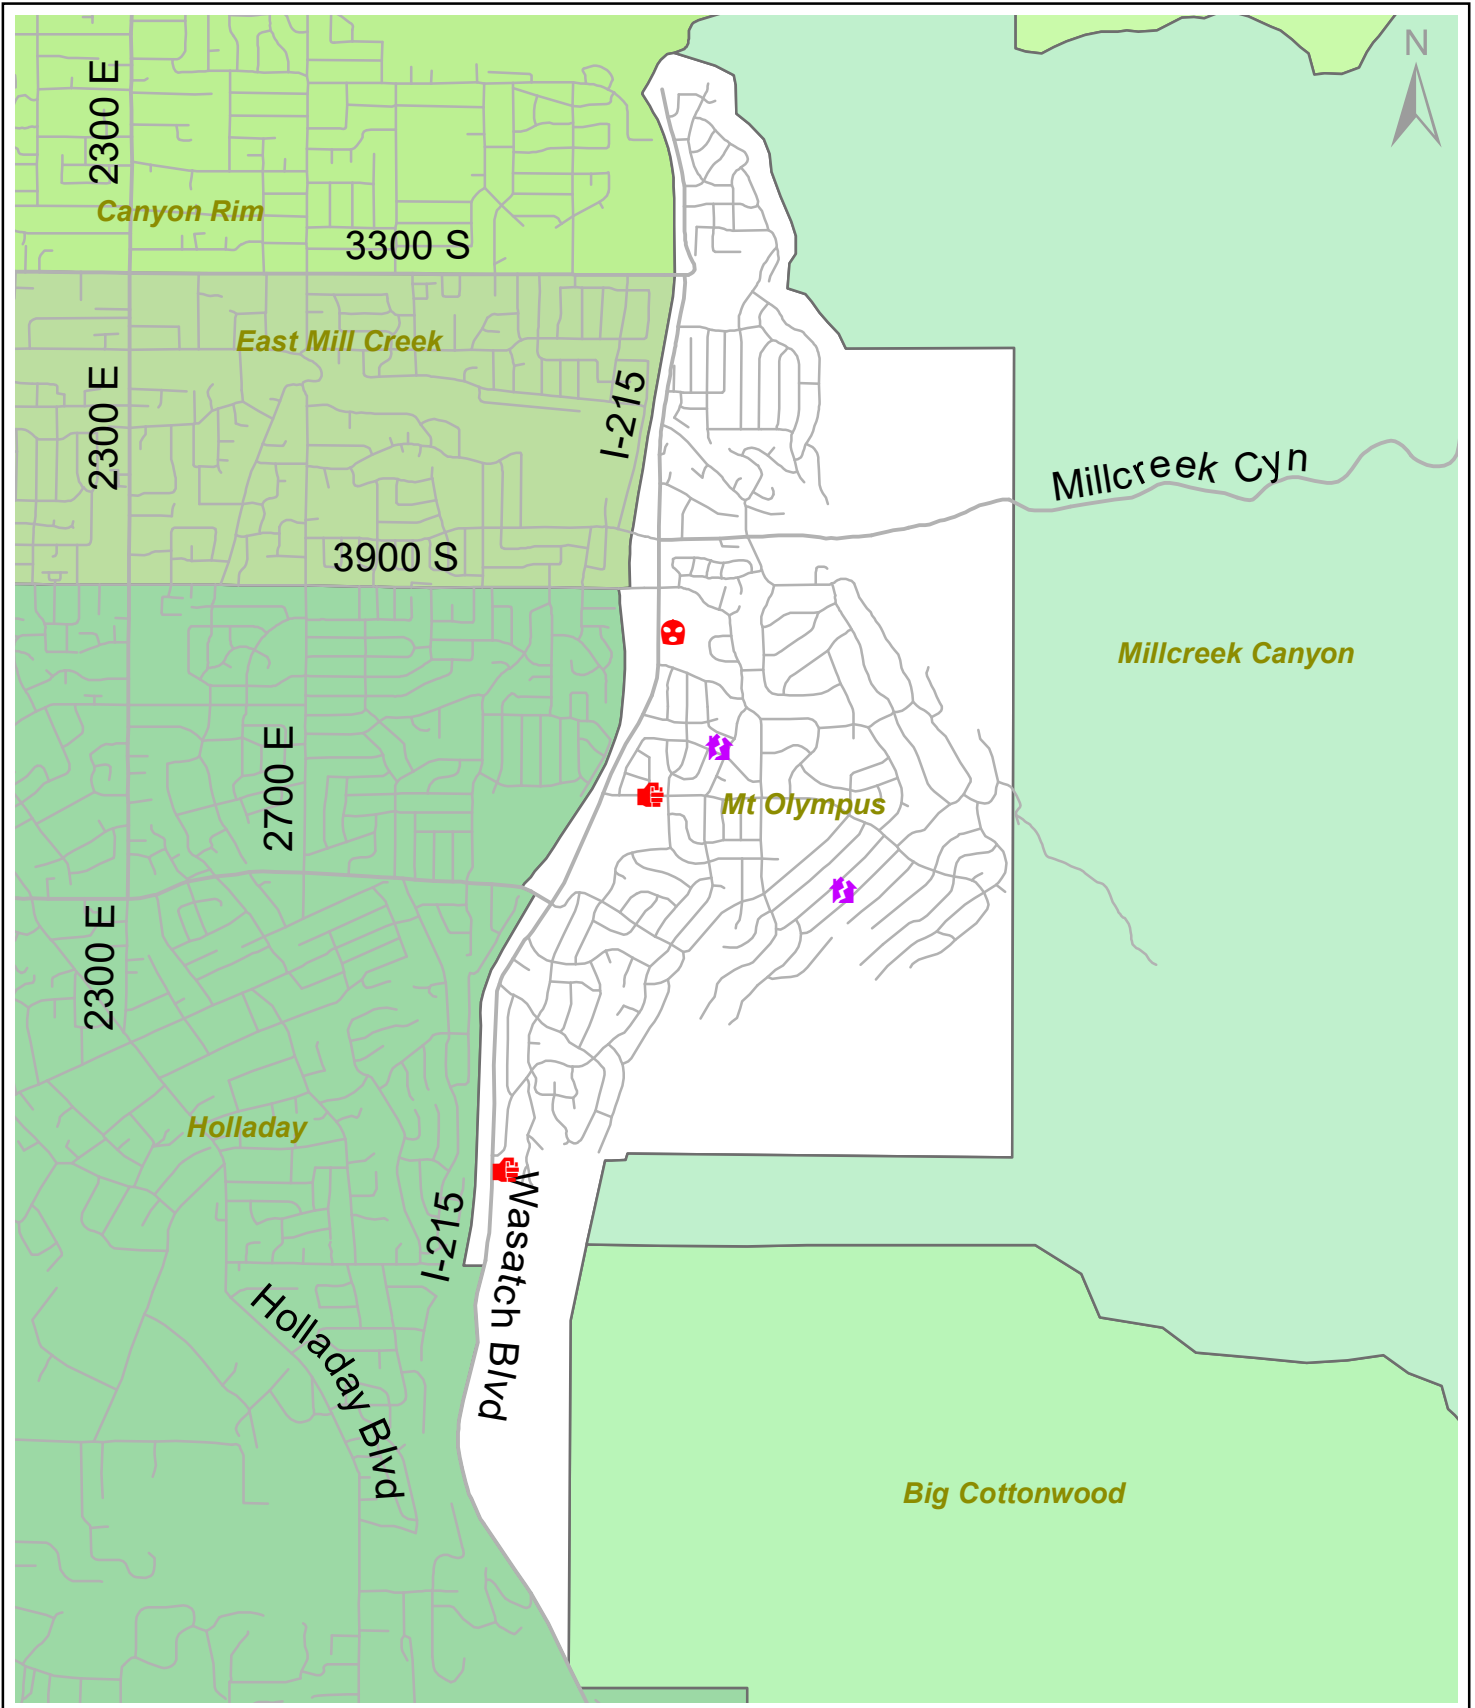 N
2300 E
Canyon Rim
3300 S
East Mill Creek
2300 E
I-215
Millcreek Cyn
3900 S
Millcreek Canyon
2700 E
Mt Olympus
2300 E
Holladay
I-215
Wasatch Blvd
Holladay Blvd
Big Cottonwood